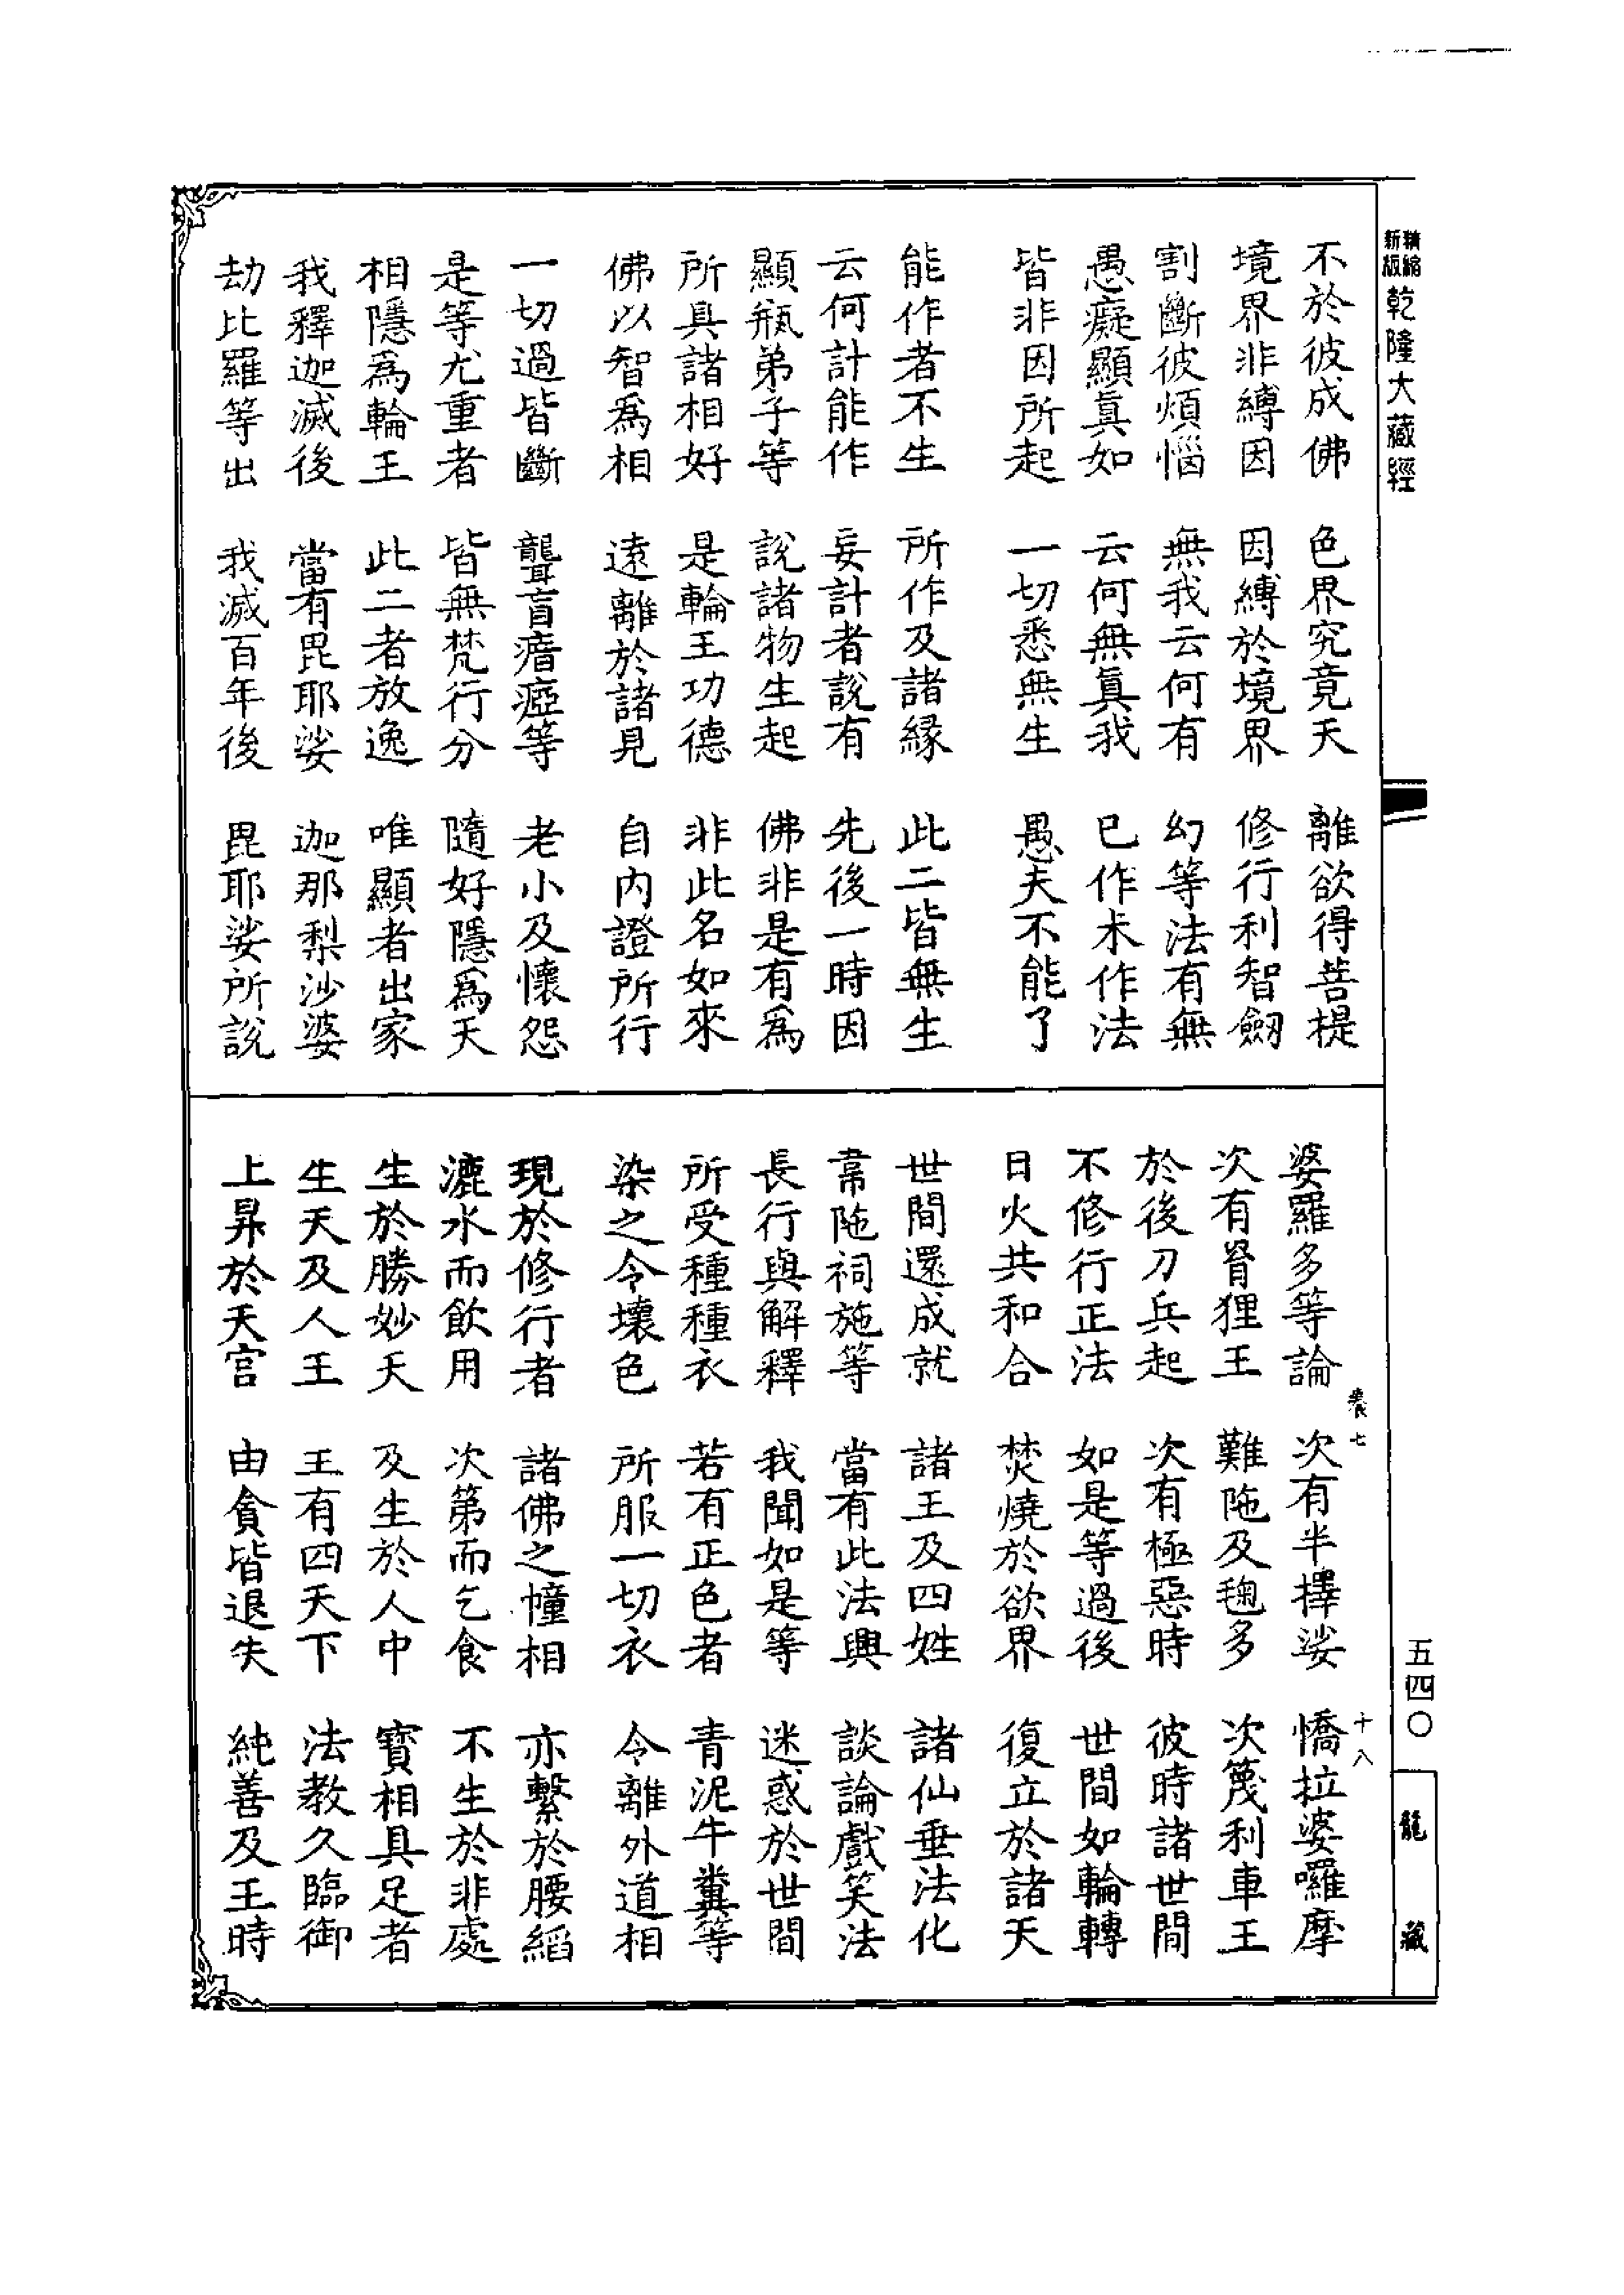 精縮新版乾隆大藏經
不於彼成佛　色界究竟天　離欲得菩提
境界非縛因　因縛於境界　修行利智劒
割斷彼煩惱　無我云何有　幻等法有無
愚癡顯眞如　云何無眞我　已作未作法
皆非因所起　一切悉無生　愚夫不能了
能作者不生　所作及諸緣　此二皆無生
云何計能作　妄計者說有　先後一時因
顯瓶弟子等　說諸物生起　佛非是有爲
所具諸相好　是輪王功德　非此名如來
佛以智爲相　遠離於諸見　自內證所行
一切過皆斷　聾盲瘖瘂等　老小及懷怨
是等尤重者　皆無梵行分　隨好隱爲天
相隱爲輪王　此二者放逸　唯顯者出家
我釋迦滅後　當有毘耶娑　迦那梨沙婆
劫比羅等出　我滅百年後　毘耶娑所說
婆羅多等論　次有半擇娑　憍拉婆囉摩
次有冐狸王　難陁及毱多　次篾利車王
於後刀兵起　次有極惡時　彼時諸世間
不修行正法　如是等過後　世間如輪轉
日火共和合　焚燒於欲界　復立於諸天
世間還成就　諸王及四姓　諸仙垂法化
韋陁祠施等　當有此法興　談論戲笑法
長行與解釋　我聞如是等　迷惑於世間
所受種種衣　若有正色者　青泥牛糞等
染之令壞色　所服一切衣　令離外道相
現於修行者　諸佛之幢相　亦繫於腰縚
漉水而飲用　次第而乞食　不生於非處
生於勝妙天　及生於人中　寶相具足者
生天及人王　王有四天下　法教久臨御
上昇於天宮　由貪皆退失　純善及王時
卷七　十八
五四〇
龍藏